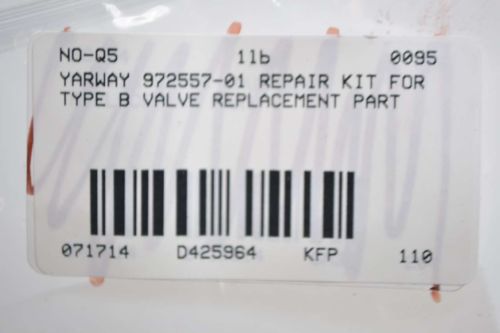 NO-Q5 1lb 0095
YARWAY 972557-01 REPAIR KIT FOR
TYPE B VALVE REPLACEMENT PART
071714 D425964 KFP 110